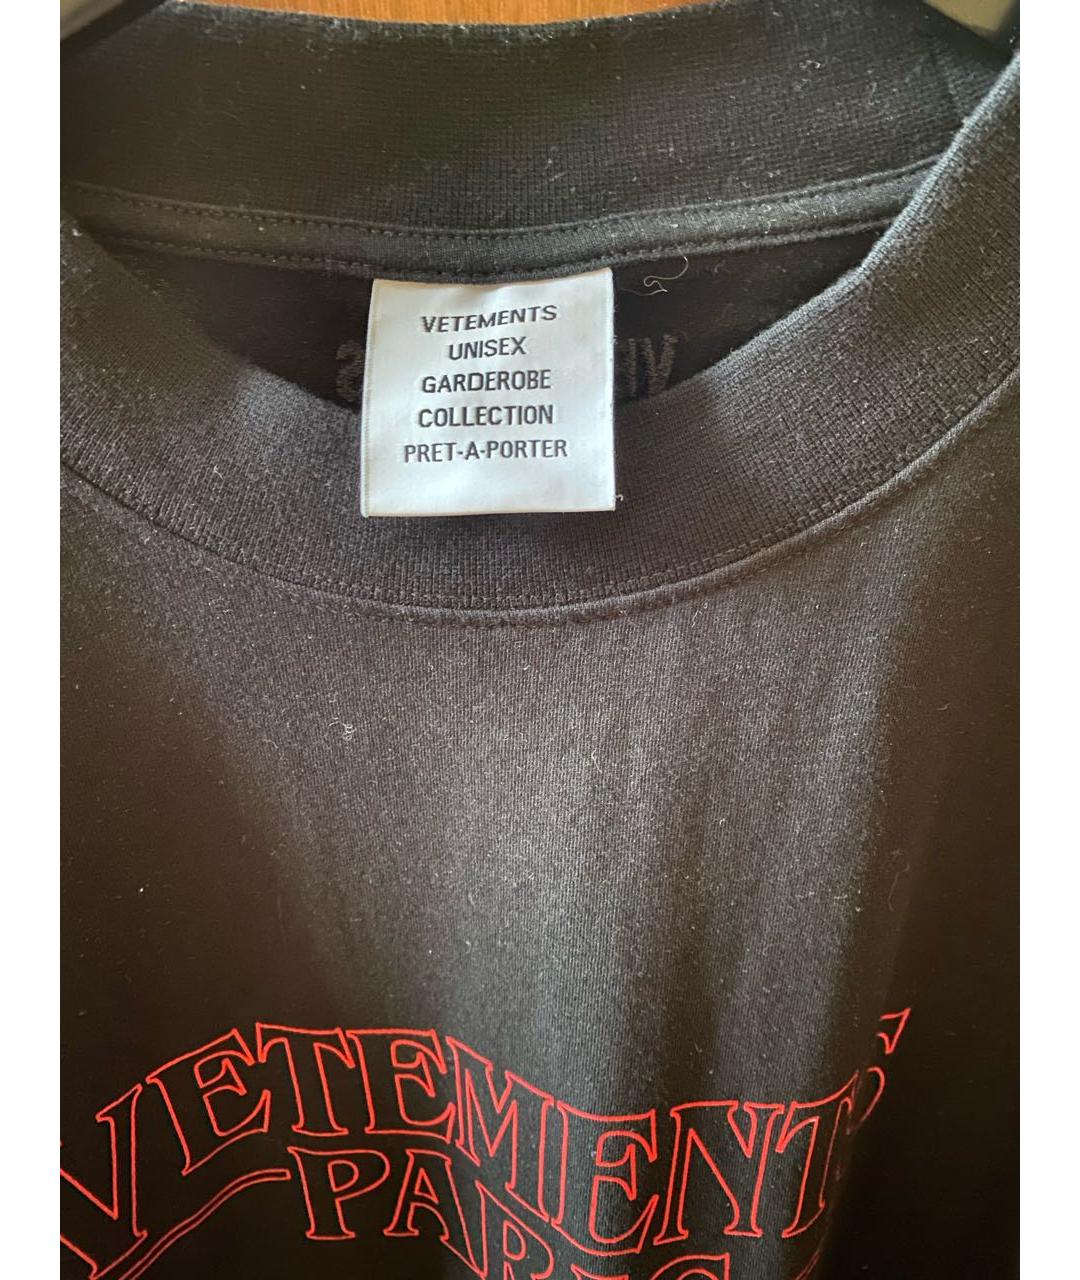 VETEMENTS
UNISEX
GARDEROBE
COLLECTION
PRET-A-PORTER
VETEMENTS
PARIS